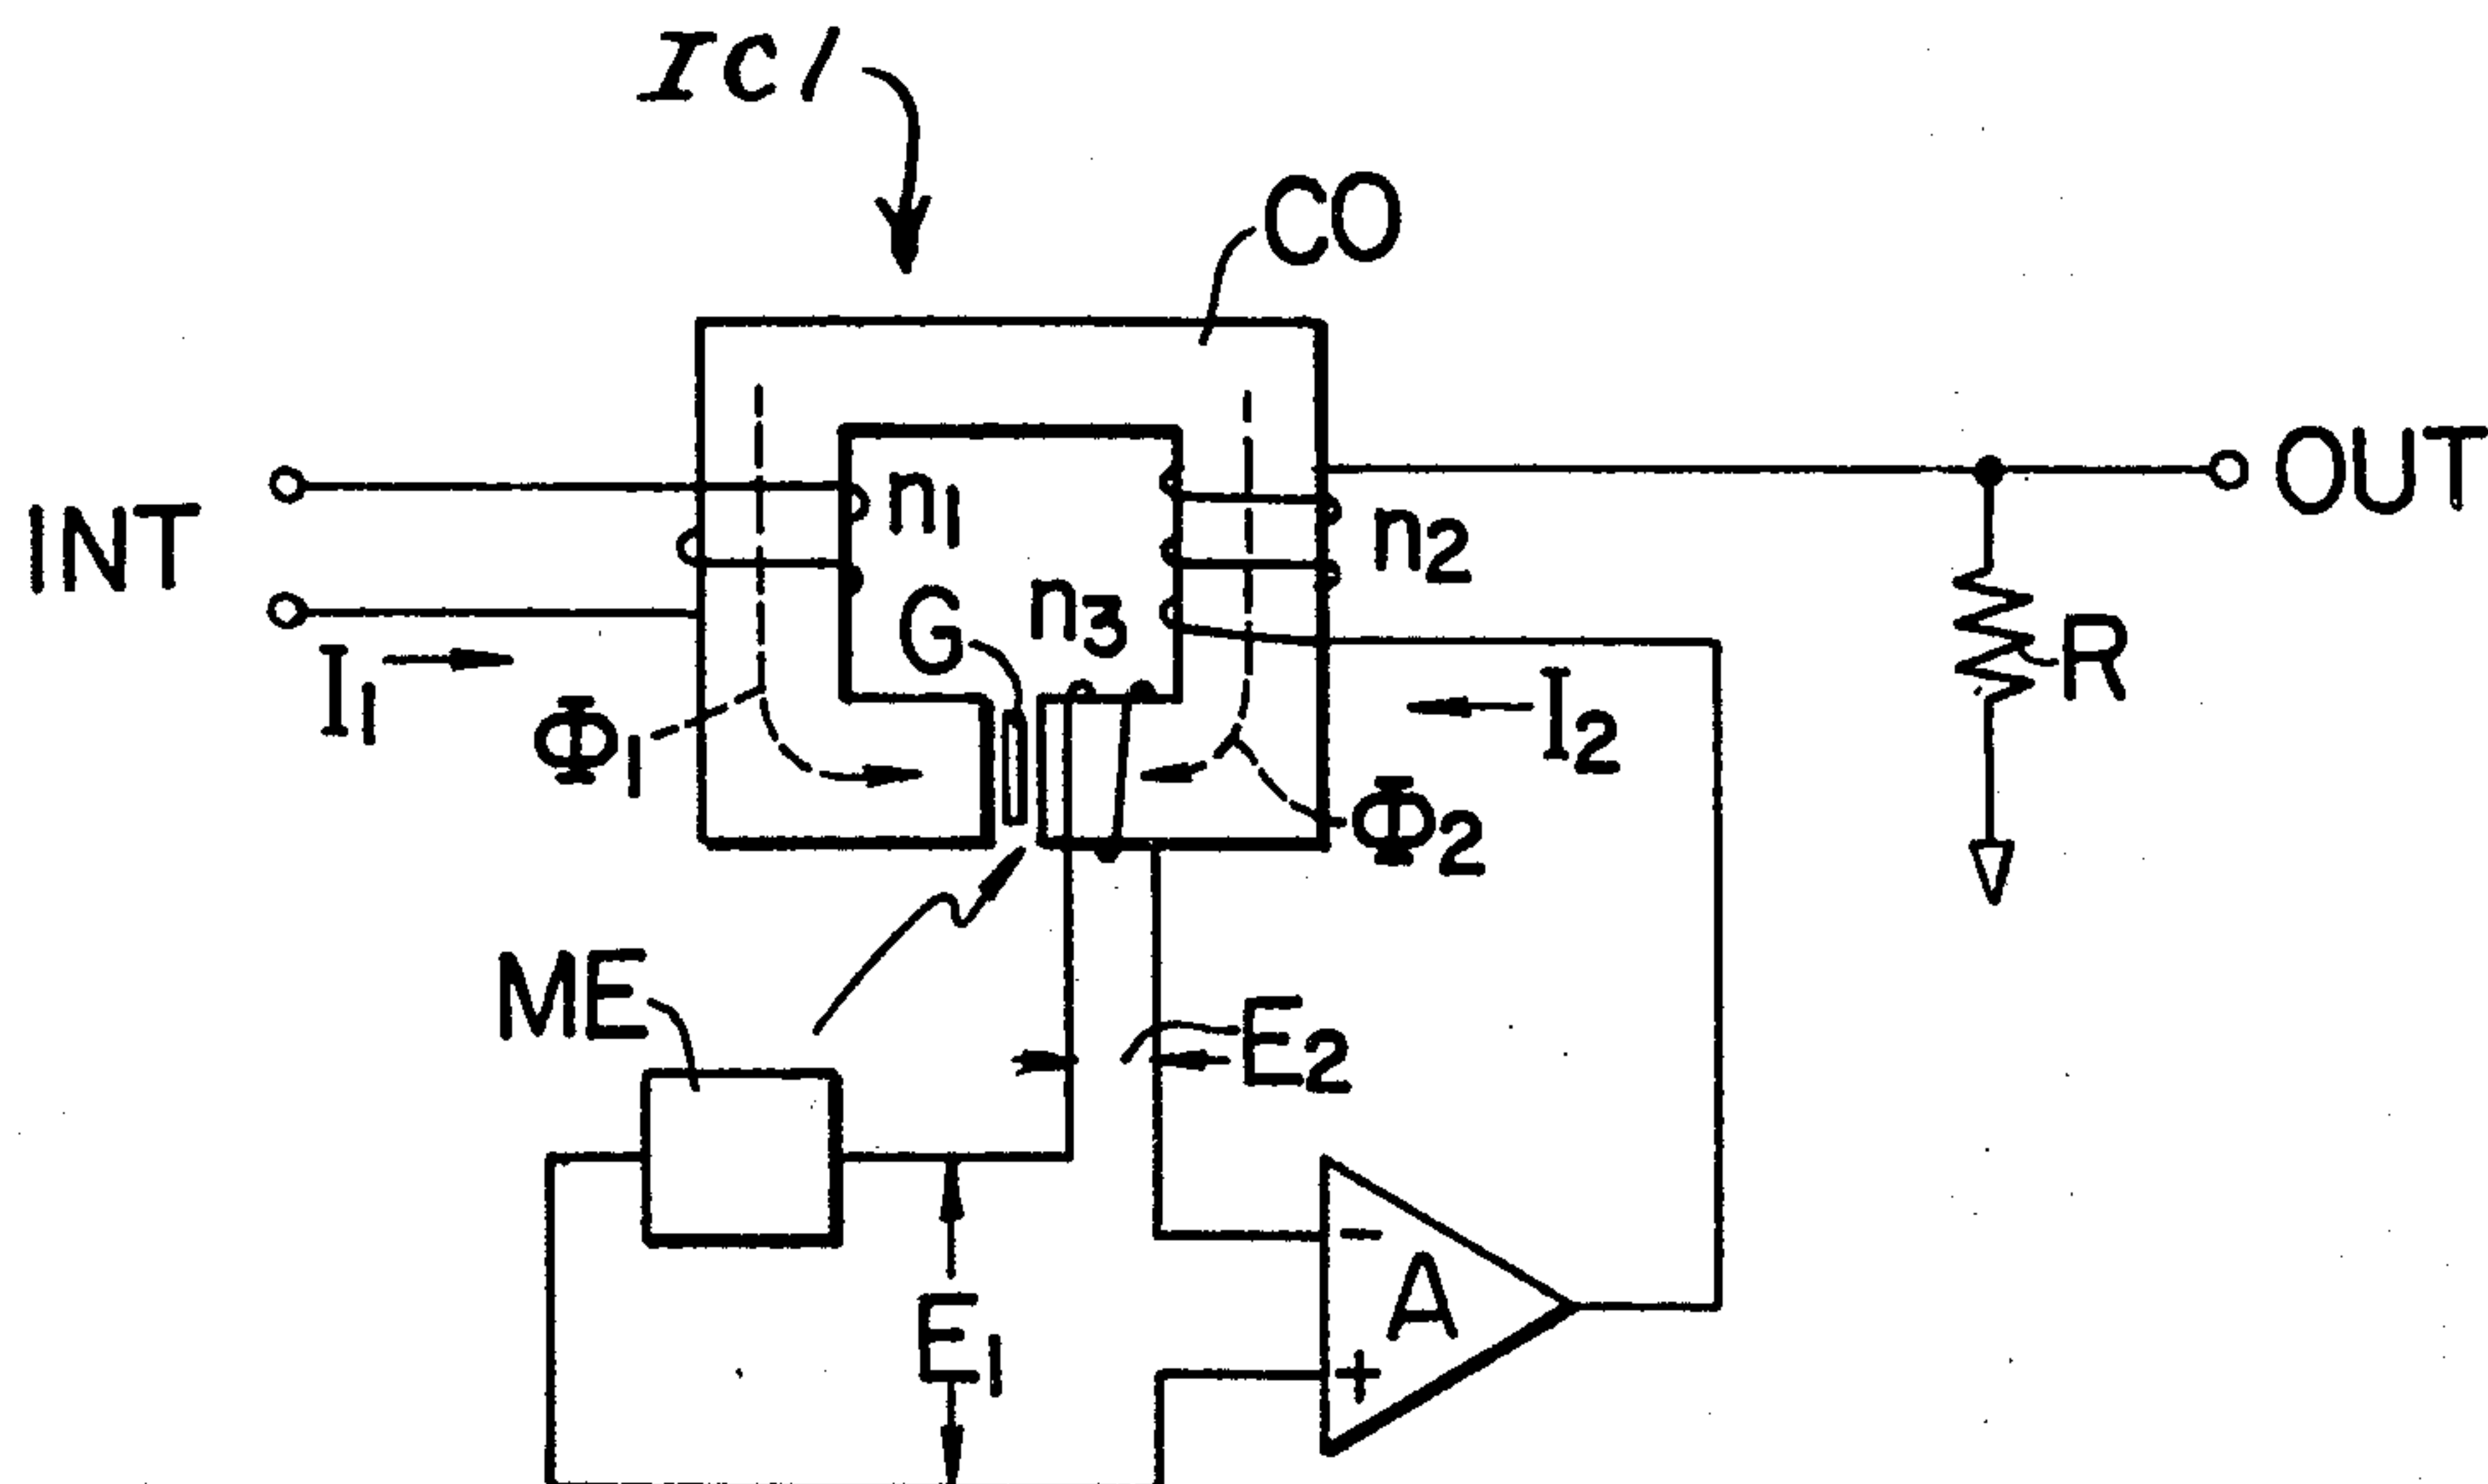 IC1
CO
INT
OUT
n1
n2
G
n3
R
I1
I2
Φ1
Φ2
ME
E2
E1
-
A
+